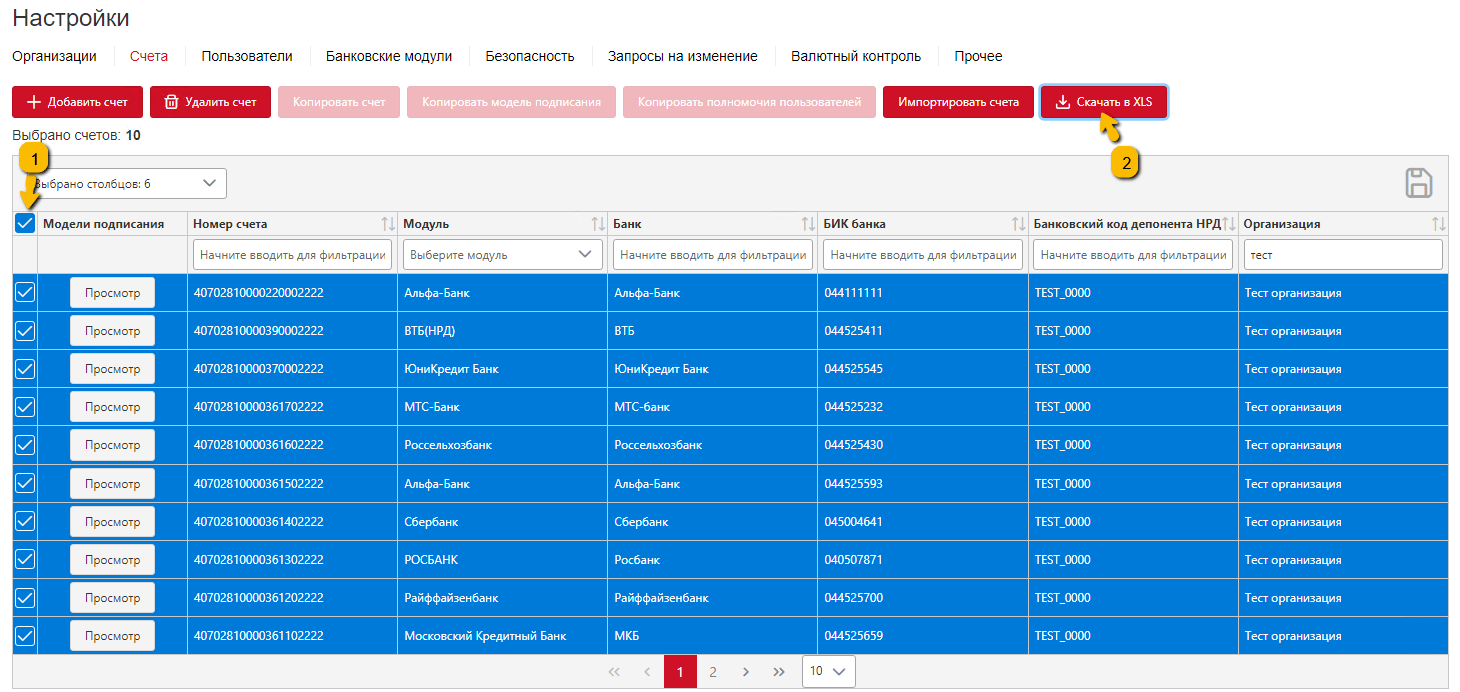 Настройки
Организации Счета Пользователи Банковские модули Безопасность Запросы на изменение Валютный контроль Прочее
Добавить счет Удалить счет Копировать счет Копировать модель подписания Копировать полномочия пользователей Импортировать счета Скачать в XLS
Выбрано счетов: 10
1
2
Выбрано столбцов: 6
Модели подписания Номер счета Модуль Банк БИК банка Банковский код депонента НРД Организация
Начните вводить для фильтрации Выберите модуль Начните вводить для фильтрации Начните вводить для фильтрации Начните вводить для фильтрации тест
Просмотр 40702810000220002222 Альфа-Банк Альфа-Банк 044111111 TEST_0000 Тест организация
Просмотр 40702810000390002222 ВТБ(НРД) ВТБ 044525411 TEST_0000 Тест организация
Просмотр 40702810000370002222 ЮниКредит Банк ЮниКредит Банк 044525545 TEST_0000 Тест организация
Просмотр 40702810000361702222 МТС-Банк МТС-банк 044525232 TEST_0000 Тест организация
Просмотр 40702810000361602222 Россельхозбанк Россельхозбанк 044525430 TEST_0000 Тест организация
Просмотр 40702810000361502222 Альфа-Банк Альфа-Банк 044525593 TEST_0000 Тест организация
Просмотр 40702810000361402222 Сбербанк Сбербанк 045004641 TEST_0000 Тест организация
Просмотр 40702810000361302222 РОСБАНК Росбанк 040507871 TEST_0000 Тест организация
Просмотр 40702810000361202222 Райффайзенбанк Райффайзенбанк 044525700 TEST_0000 Тест организация
Просмотр 40702810000361102222 Московский Кредитный Банк МКБ 044525659 TEST_0000 Тест организация
1 2 10